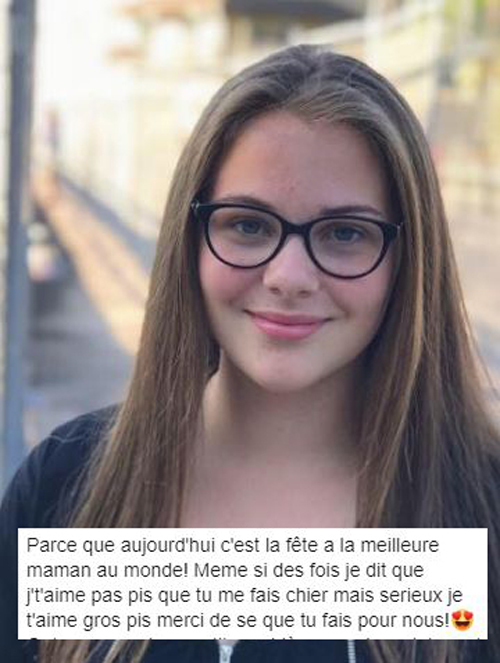 Parce que aujourd'hui c'est la fête a la meilleure
maman au monde! Meme si des fois je dit que
j't'aime pas pis que tu me fais chier mais serieux je
t'aime gros pis merci de se que tu fais pour nous!😍